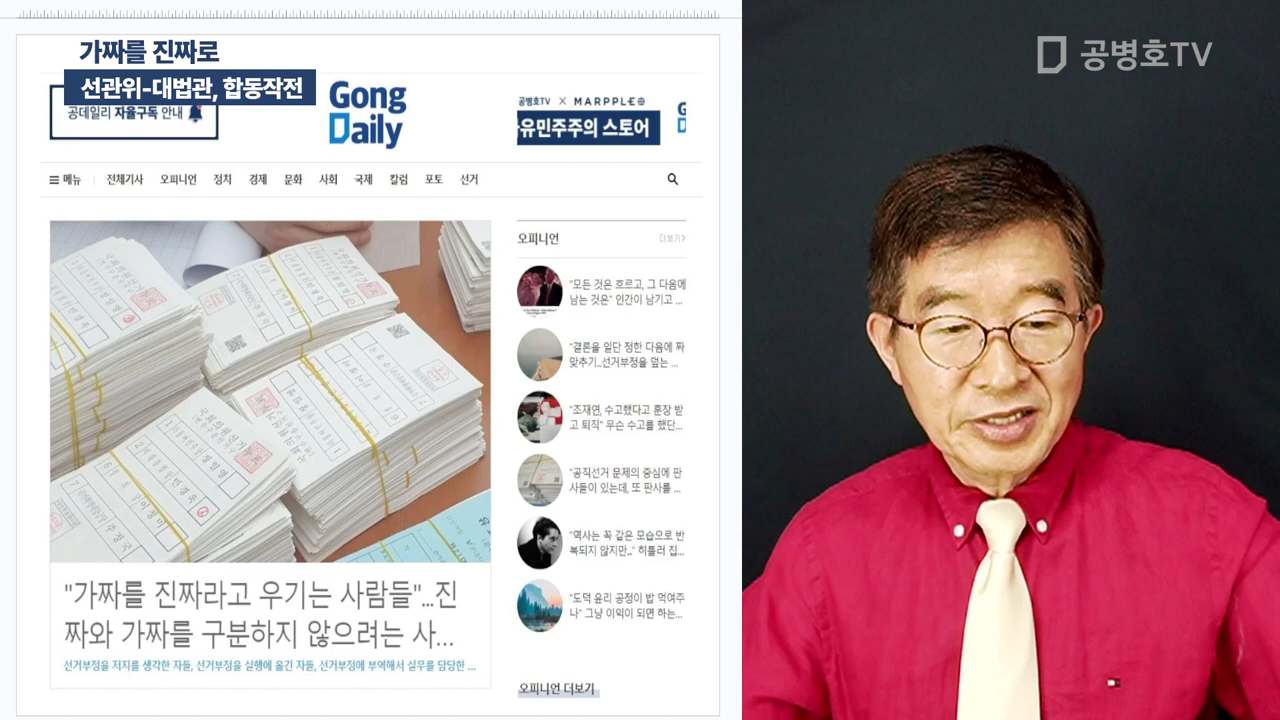 가짜를 진짜로
선관위-대법관, 합동작전
공병호TV
공데일리 자율구독 안내
Gong
Daily
공병호TV × MARPPLE
유민주주의 스토어
메뉴
전체기사 오피니언 정치 경제 문화 사회 국제 칼럼 포토 선거
오피니언
더보기
"모든 것은 흐르고, 그 다음에
남는 것은" 인간이 남기고 ...
"결론을 일단 정한 다음에 짜
맞추기...선거부정을 덮는 ...
"조재연, 수고했다고 훈장 받
고 퇴직" 무슨 수고를 했단...
"공직선거 문제의 중심에 판
사들이 있는데, 또 판사를 ...
"역사는 꼭 같은 모습으로 반
복되지 않지만..." 히틀러 집...
"도덕 윤리 공정이 밥 먹여주
나" 그냥 이익이 되면 하는...
오피니언 더보기
"가짜를 진짜라고 우기는 사람들"...진
짜와 가짜를 구분하지 않으려는 사...
선거부정을 저지를 생각한 자들, 선거부정을 실행에 옮긴 자들, 선거부정에 부역해서 실무를 담당한 ...